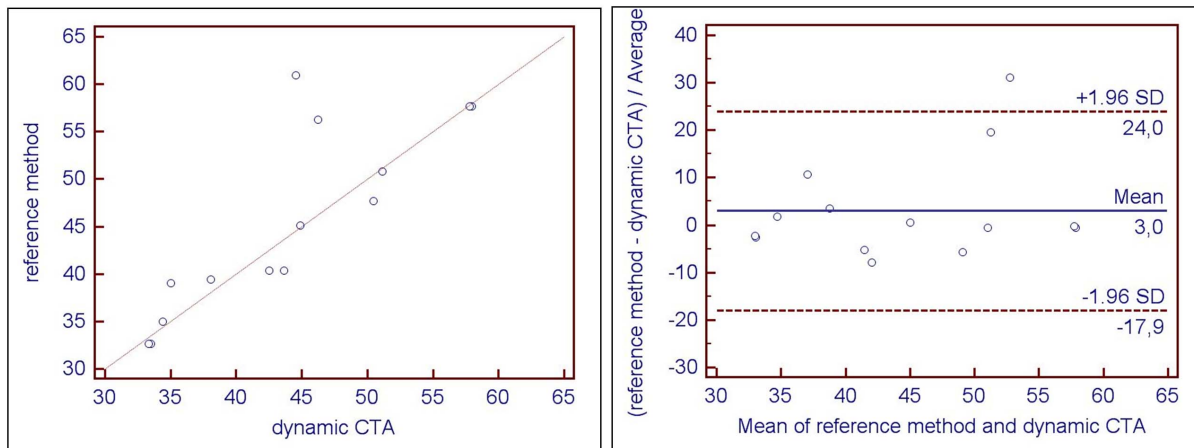 65
60
55
50
45
40
35
30
reference method
30 35 40 45 50 55 60 65
dynamic CTA
40
30
20
10
0
-10
-20
-30
(reference method - dynamic CTA) / Average
+1.96 SD
24,0
Mean
3,0
-1.96 SD
-17,9
30 35 40 45 50 55 60 65
Mean of reference method and dynamic CTA